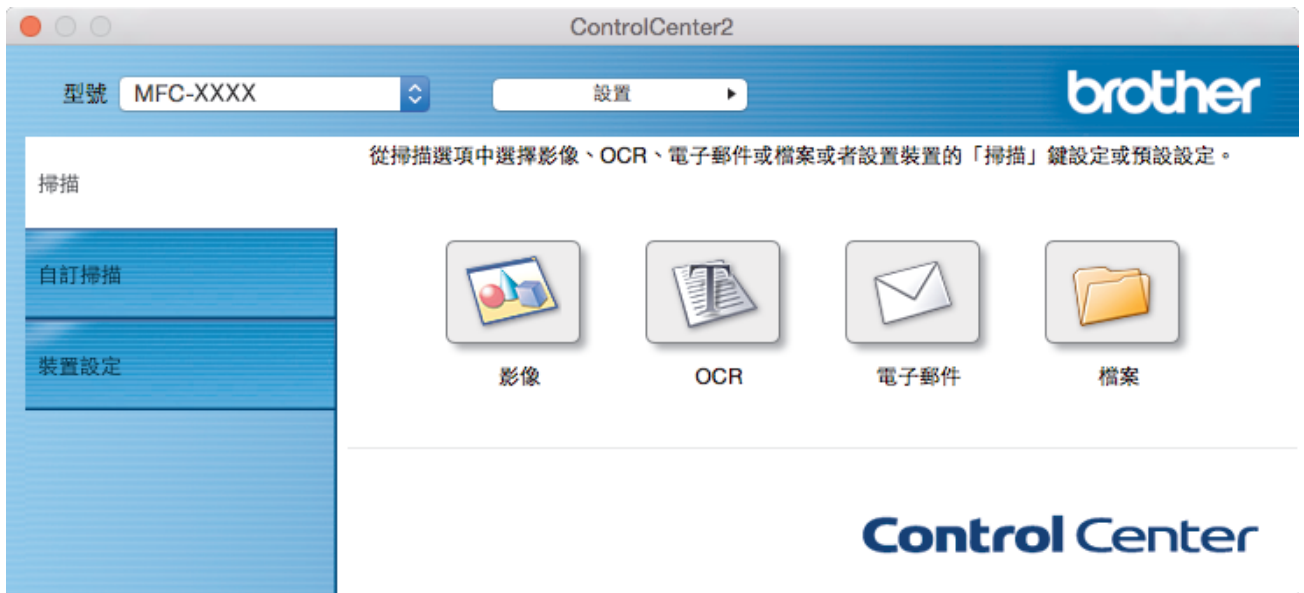 ControlCenter2
型號 MFC-XXXX 設置 brother
從掃描選項中選擇影像、OCR、電子郵件或檔案或者設置裝置的「掃描」鍵設定或預設設定。
掃描
自訂掃描
裝置設定
影像 OCR 電子郵件 檔案
Control Center